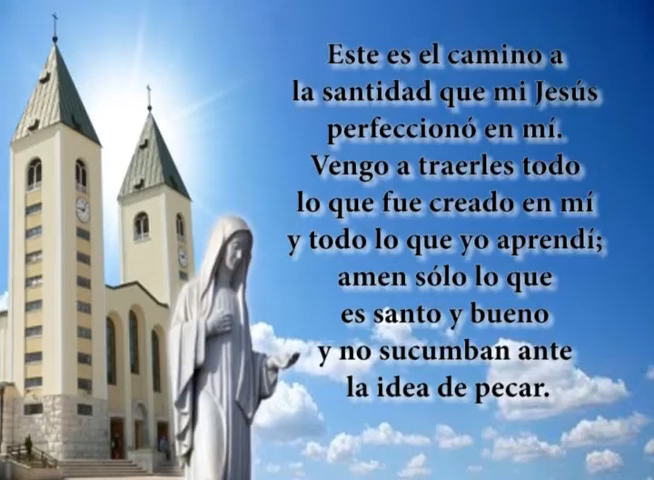 Este es el camino a
la santidad que mi Jesús
perfeccionó en mí.
Vengo a traerles todo
lo que fue creado en mí
y todo lo que yo aprendí;
amen sólo lo que
es santo y bueno
y no sucumban ante
la idea de pecar.